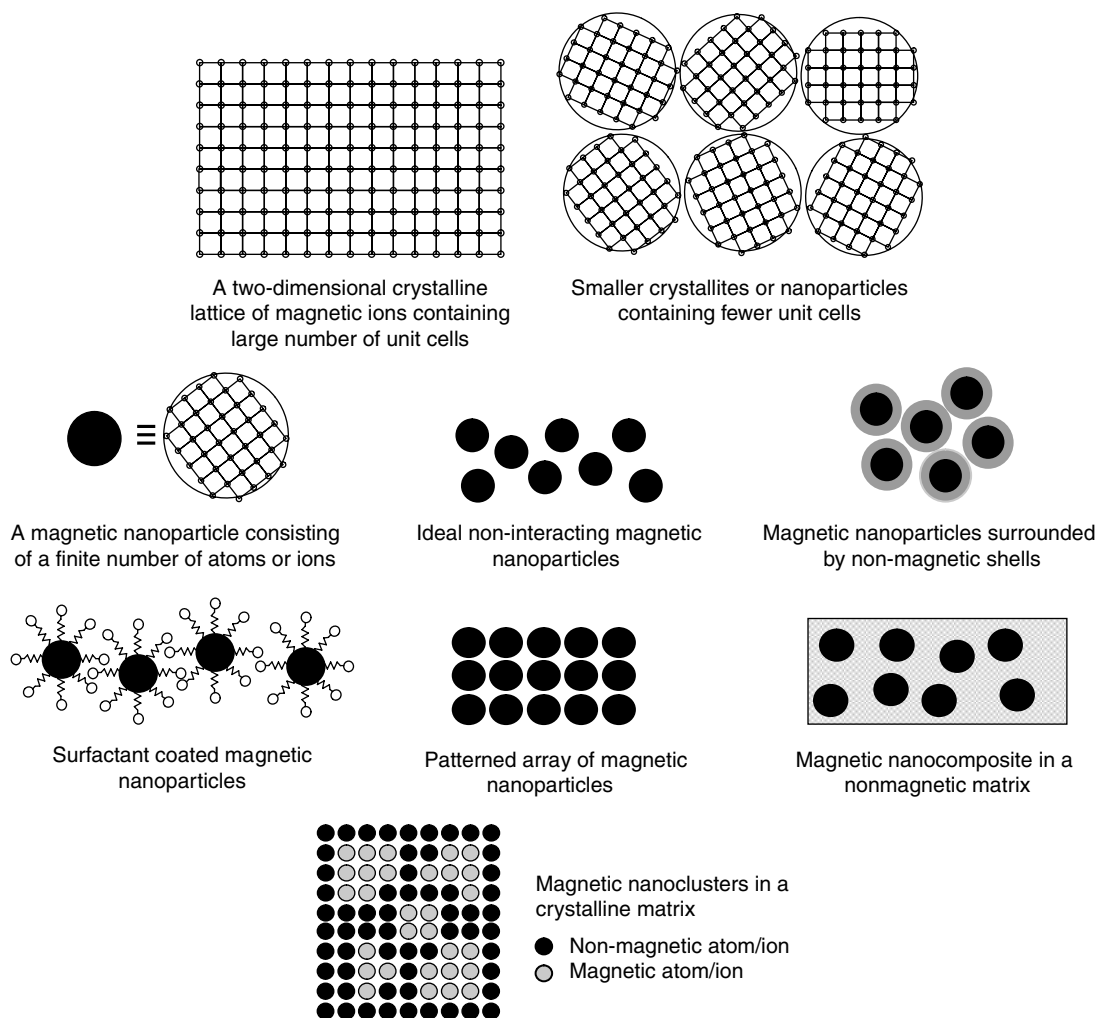 A two-dimensional crystalline
lattice of magnetic ions containing
large number of unit cells
Smaller crystallites or nanoparticles
containing fewer unit cells
A magnetic nanoparticle consisting
of a finite number of atoms or ions
Ideal non-interacting magnetic
nanoparticles
Magnetic nanoparticles surrounded
by non-magnetic shells
Surfactant coated magnetic
nanoparticles
Patterned array of magnetic
nanoparticles
Magnetic nanocomposite in a
nonmagnetic matrix
Magnetic nanoclusters in a
crystalline matrix
Non-magnetic atom/ion
Magnetic atom/ion